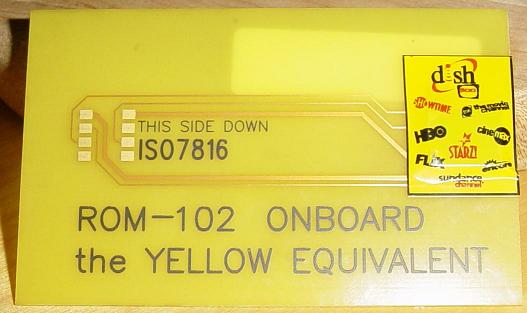 dish
500
SHOWTIME
the movie channel
HBO
cinemax
STARZ!
FLIX
encore
sundance
channel
THIS SIDE DOWN
ISO7816
ROM-102 ONBOARD
the YELLOW EQUIVALENT